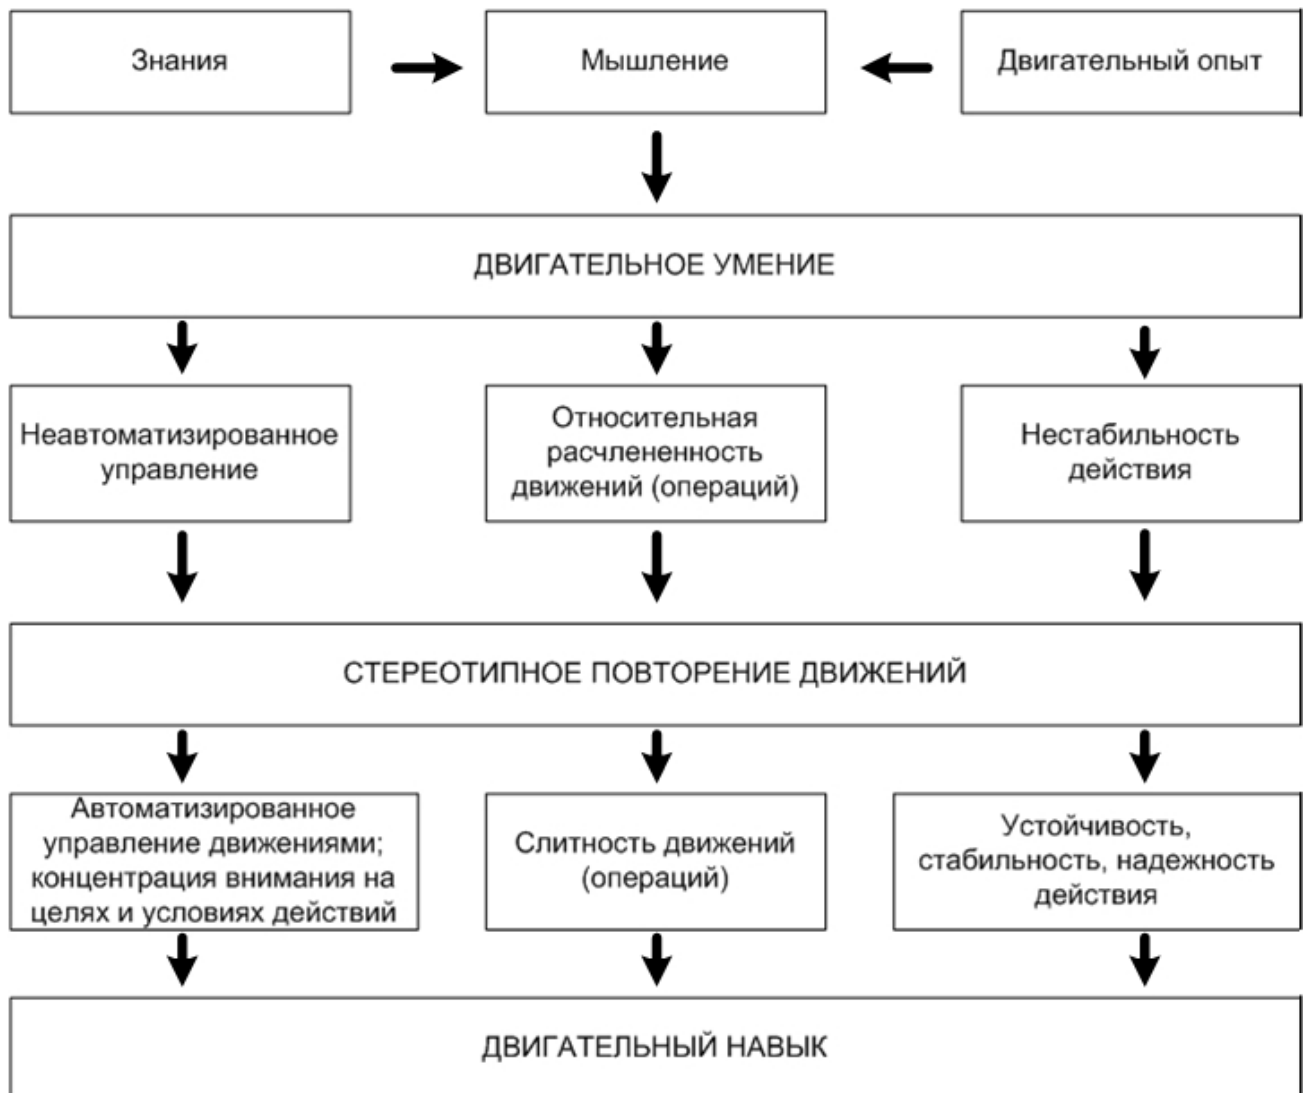 Знания
Мышление
Двигательный опыт
ДВИГАТЕЛЬНОЕ УМЕНИЕ
Неавтоматизированное
управление
Относительная
расчлененность
движений (операций)
Нестабильность
действия
СТЕРЕОТИПНОЕ ПОВТОРЕНИЕ ДВИЖЕНИЙ
Автоматизированное
управление движениями;
концентрация внимания на
целях и условиях действий
Слитность движений
(операций)
Устойчивость,
стабильность, надежность
действия
ДВИГАТЕЛЬНЫЙ НАВЫК